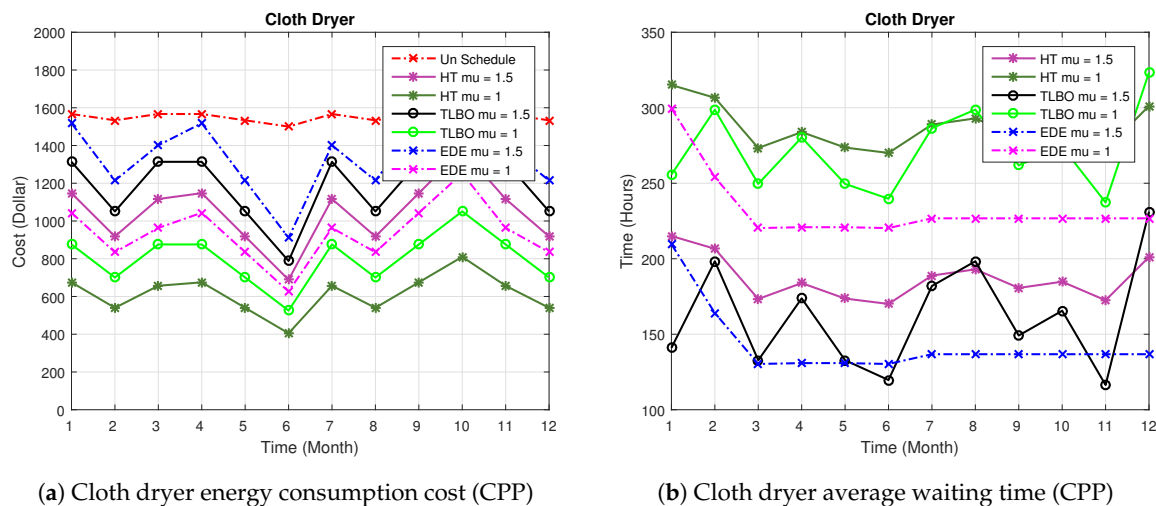 Cloth Dryer
2000
1800
1600
1400
1200
1000
800
600
400
200
0
Cost (Dollar)
1 2 3 4 5 6 7 8 9 10 11 12
Time (Month)
Un Schedule
HT mu = 1.5
HT mu = 1
TLBO mu = 1.5
TLBO mu = 1
EDE mu = 1.5
EDE mu = 1
(a) Cloth dryer energy consumption cost (CPP)
Cloth Dryer
350
300
250
200
150
100
Time (Hours)
1 2 3 4 5 6 7 8 9 10 11 12
Time (Month)
HT mu = 1.5
HT mu = 1
TLBO mu = 1.5
TLBO mu = 1
EDE mu = 1.5
EDE mu = 1
(b) Cloth dryer average waiting time (CPP)